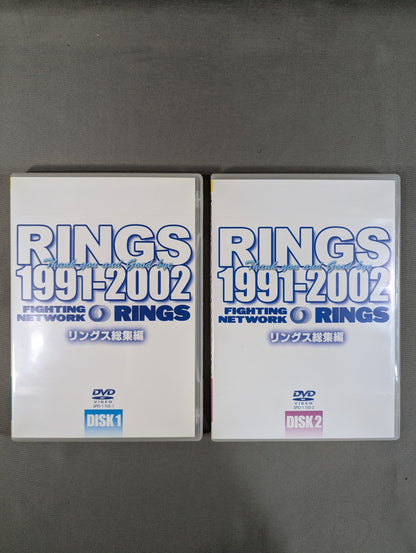 RINGS
Thank you and Good-bye
1991-2002
FIGHTING
NETWORK RINGS
リングス総集編
DVD
VIDEO
DISK 1
RINGS
Thank you and Good-bye
1991-2002
FIGHTING
NETWORK RINGS
リングス総集編
DVD
VIDEO
DISK 2